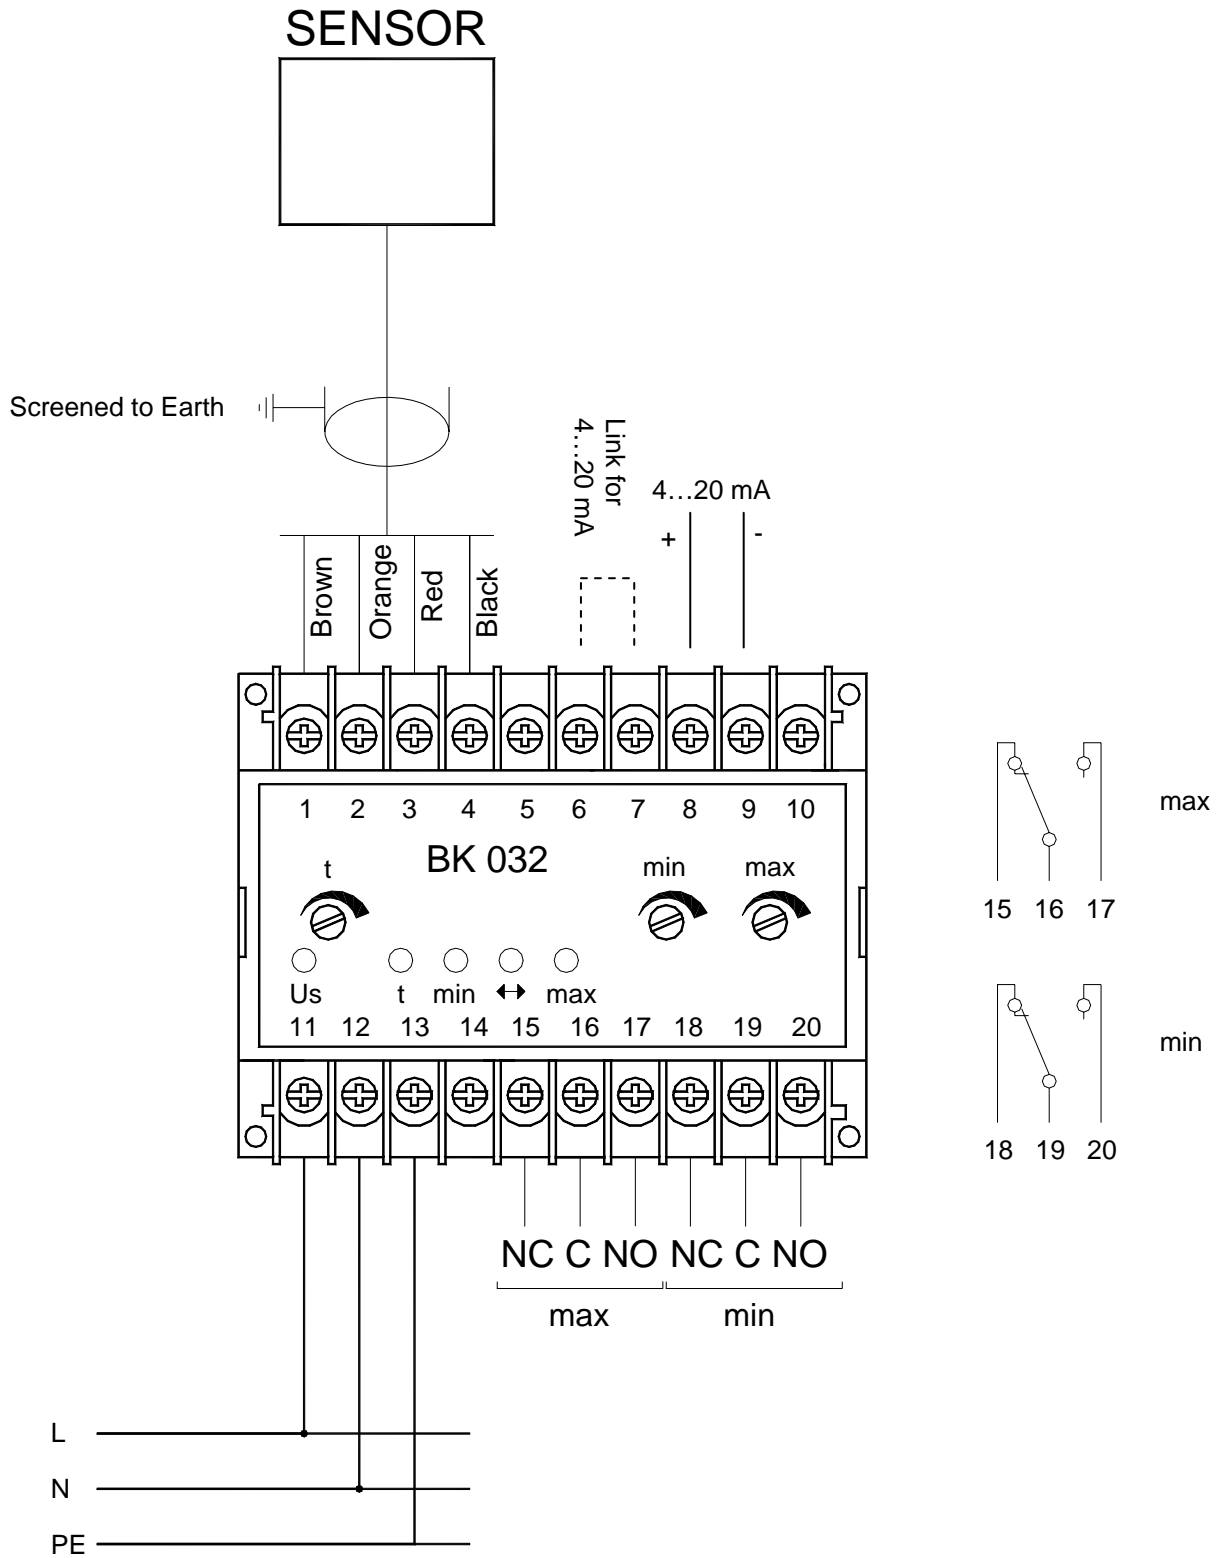 SENSOR
Screened to Earth
Link for
4...20 mA
4...20 mA
+ -
Brown
Orange
Red
Black
1 2 3 4 5 6 7 8 9 10
BK 032
t min max
Us t min max
11 12 13 14 15 16 17 18 19 20
15 16 17
max
18 19 20
min
NC C NO NC C NO
max min
L
N
PE